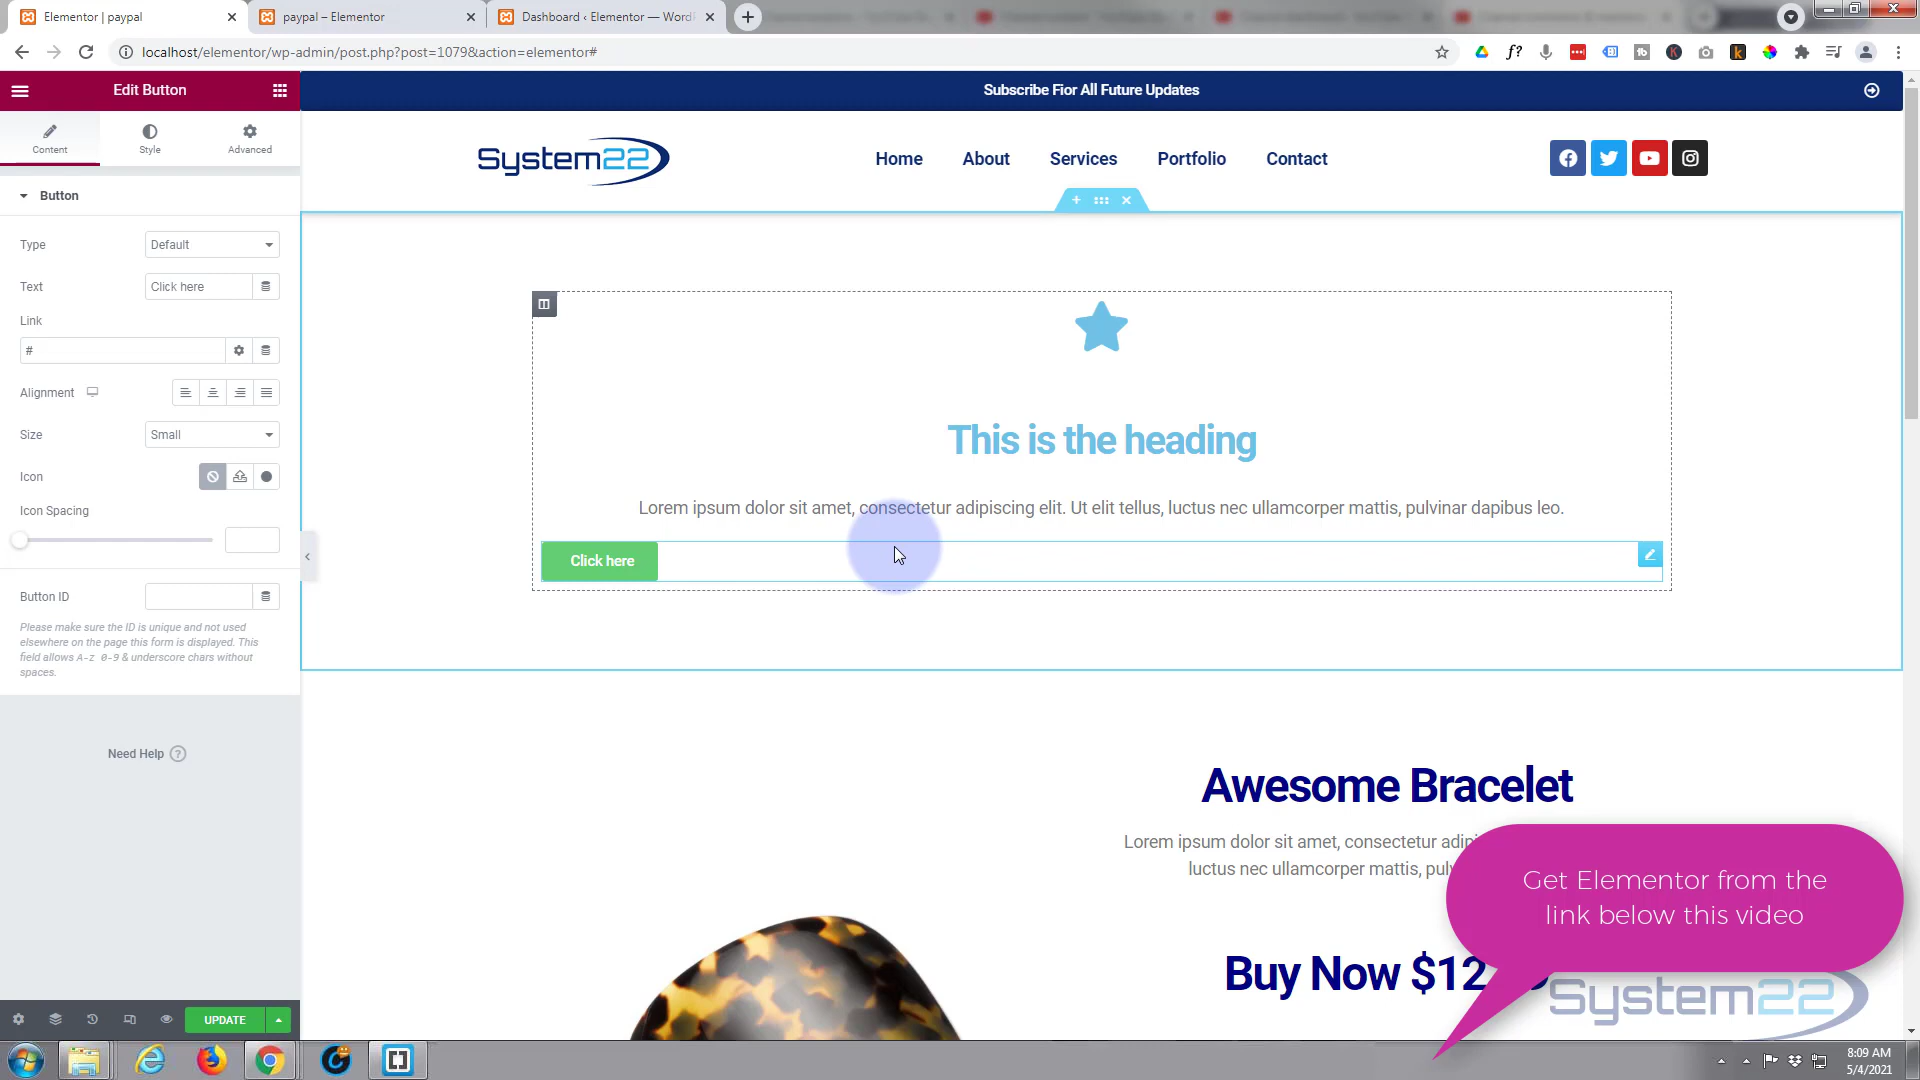 Elementor | paypal
paypal – Elementor
Dashboard ‹ Elementor — Word
localhost/elementor/wp-admin/post.php?post=1079&action=elementor#
Edit Button
Subscribe Fior All Future Updates
Content
Style
Advanced
System22
Home
About
Services
Portfolio
Contact
Button
Type
Default
Text
Click here
Link
#
Alignment
Size
Small
Icon
Icon Spacing
Button ID
Please make sure the ID is unique and not used
elsewhere on the page this form is displayed. This
field allows A-z 0-9 & underscore chars without
spaces.
Need Help
UPDATE
This is the heading
Lorem ipsum dolor sit amet, consectetur adipiscing elit. Ut elit tellus, luctus nec ullamcorper mattis, pulvinar dapibus leo.
Click here
Awesome Bracelet
Lorem ipsum dolor sit amet, consectetur
luctus nec ullamcorper mattis,
Buy Now $12
Get Elementor from the
link below this video
System22
8:09 AM
5/4/2021